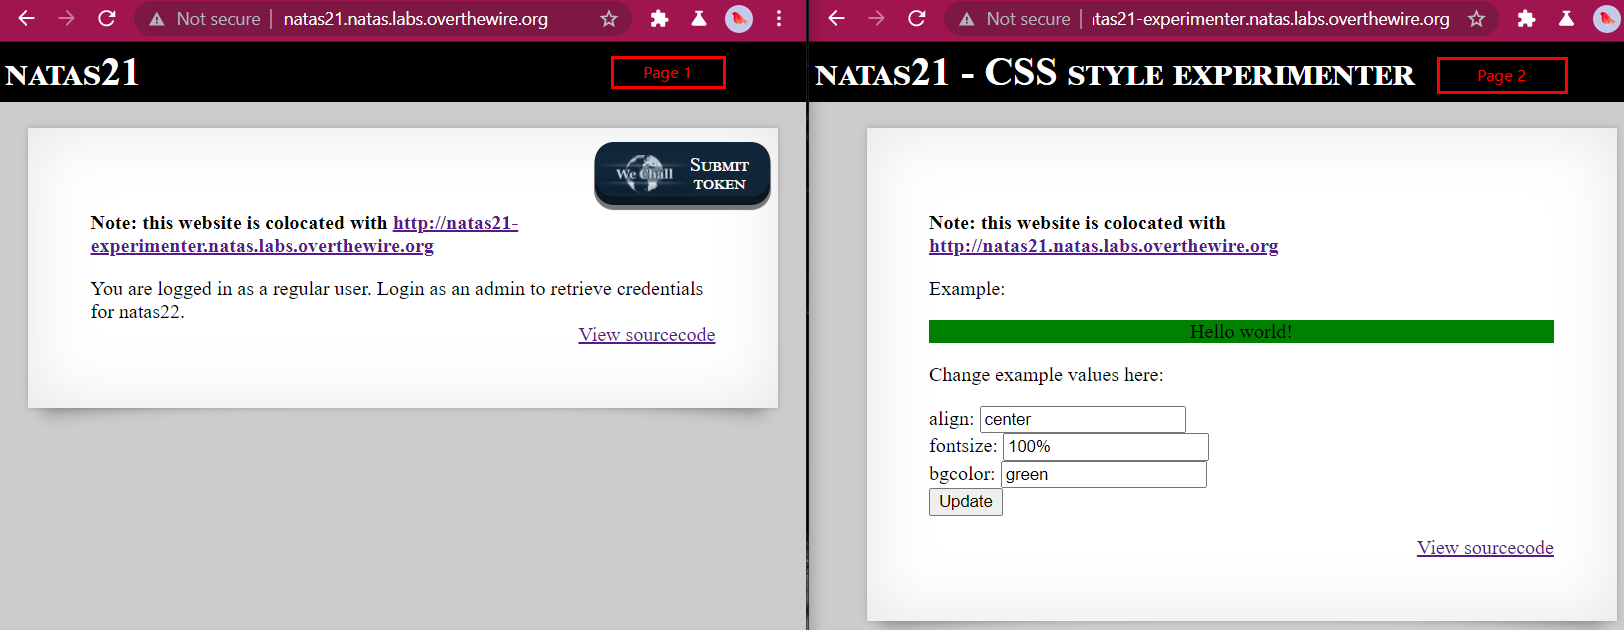 Not secure | natas21.natas.labs.overthewire.org
NATAS21
Page 1
We Chall
SUBMIT
TOKEN
Note: this website is colocated with http://natas21-
experimenter.natas.labs.overthewire.org
You are logged in as a regular user. Login as an admin to retrieve credentials
for natas22.
View sourcecode
Not secure | ıtas21-experimenter.natas.labs.overthewire.org
NATAS21 - CSS STYLE EXPERIMENTER
Page 2
Note: this website is colocated with
http://natas21.natas.labs.overthewire.org
Example:
Hello world!
Change example values here:
align: center
fontsize: 100%
bgcolor: green
Update
View sourcecode